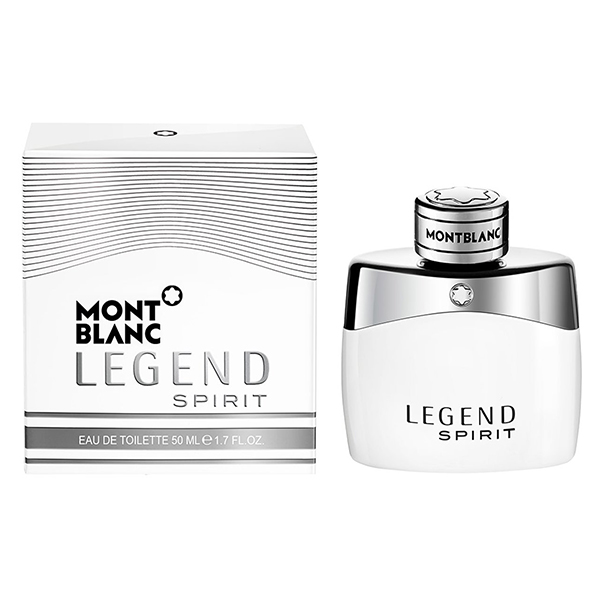 MONT
BLANC
LEGEND
SPIRIT
EAU DE TOILETTE 50 ML ℮ 1.7 FL.OZ.
MONTBLANC
LEGEND
SPIRIT